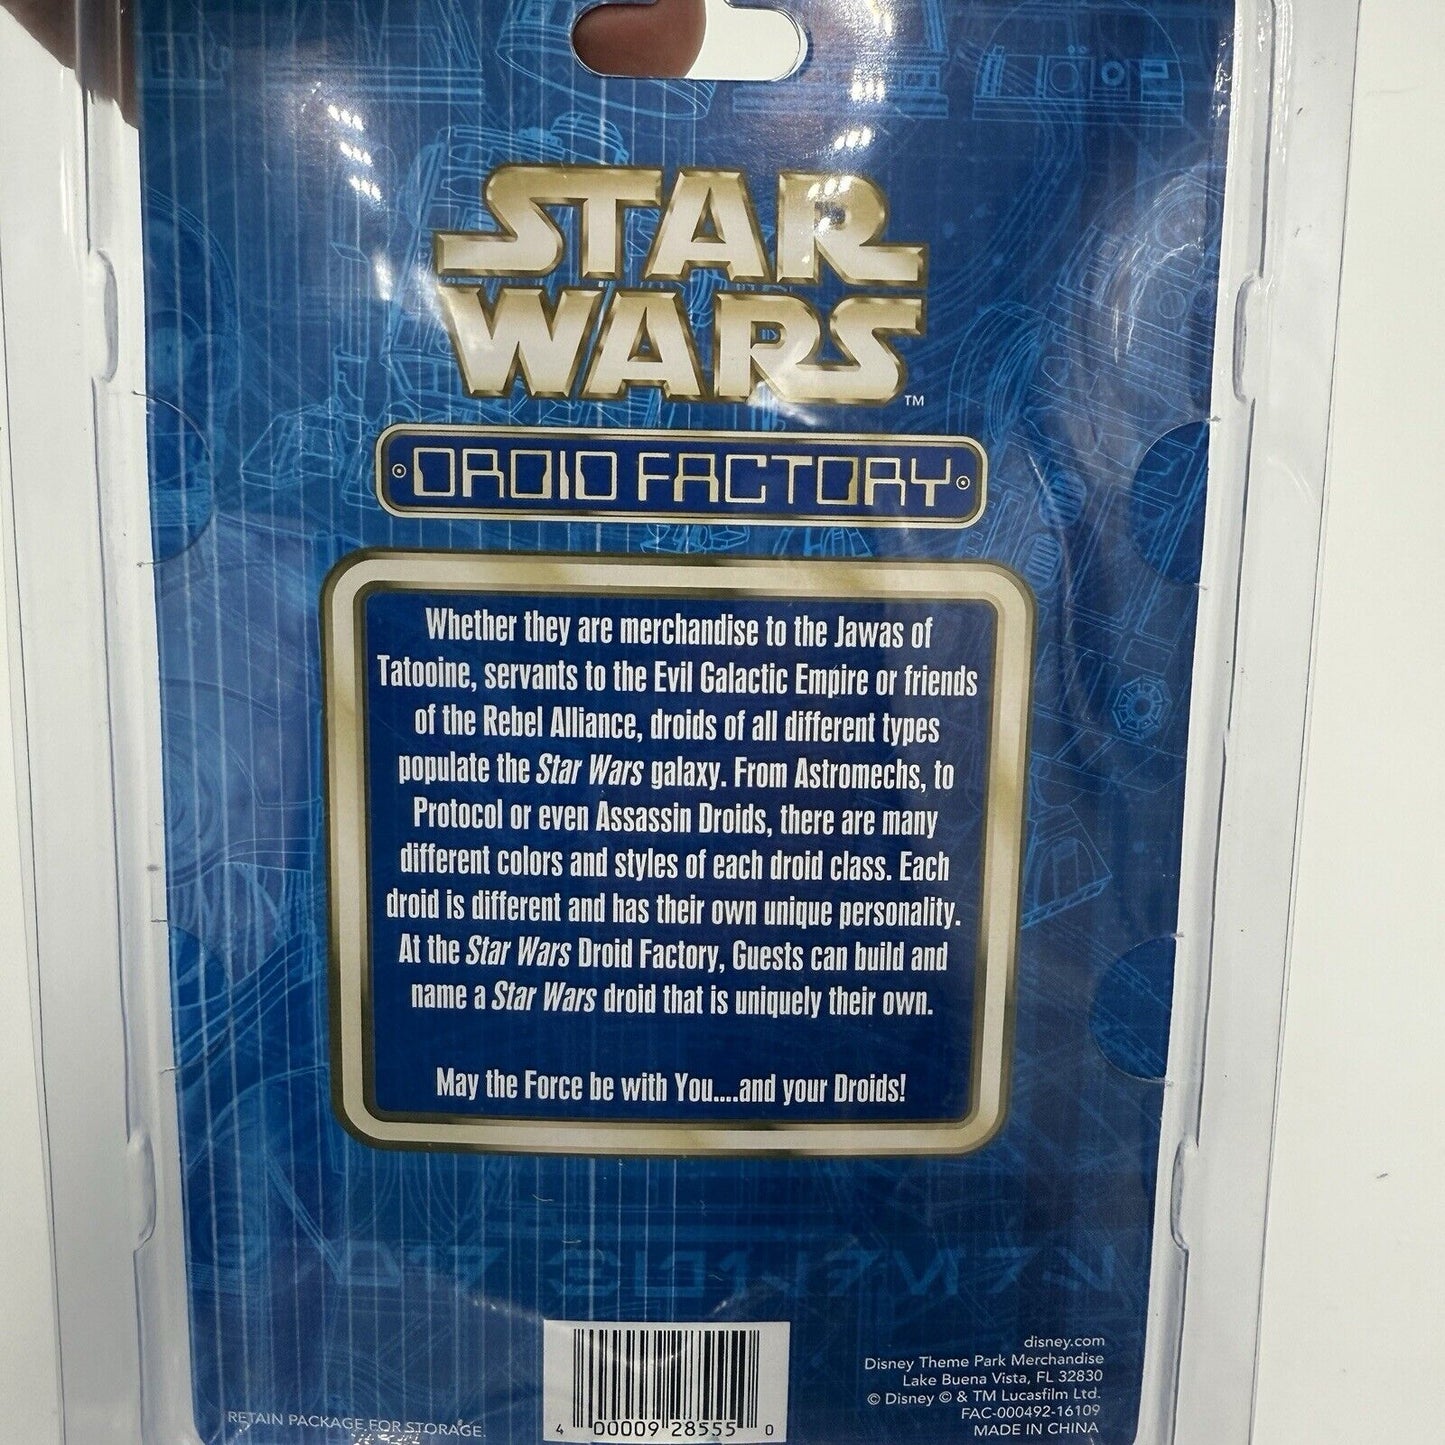 STAR
WARS
TM
DROID FACTORY
Whether they are merchandise to the Jawas of
Tatooine, servants to the Evil Galactic Empire or friends
of the Rebel Alliance, droids of all different types
populate the Star Wars galaxy. From Astromechs, to
Protocol or even Assassin Droids, there are many
different colors and styles of each droid class. Each
droid is different and has their own unique personality.
At the Star Wars Droid Factory, Guests can build and
name a Star Wars droid that is uniquely their own.
May the Force be with You....and your Droids!
disney.com
Disney Theme Park Merchandise
Lake Buena Vista, FL 32830
© Disney © & TM Lucasfilm Ltd.
FAC-000492-16109
MADE IN CHINA
RETAIN PACKAGE FOR STORAGE.
4 00009 28555 0